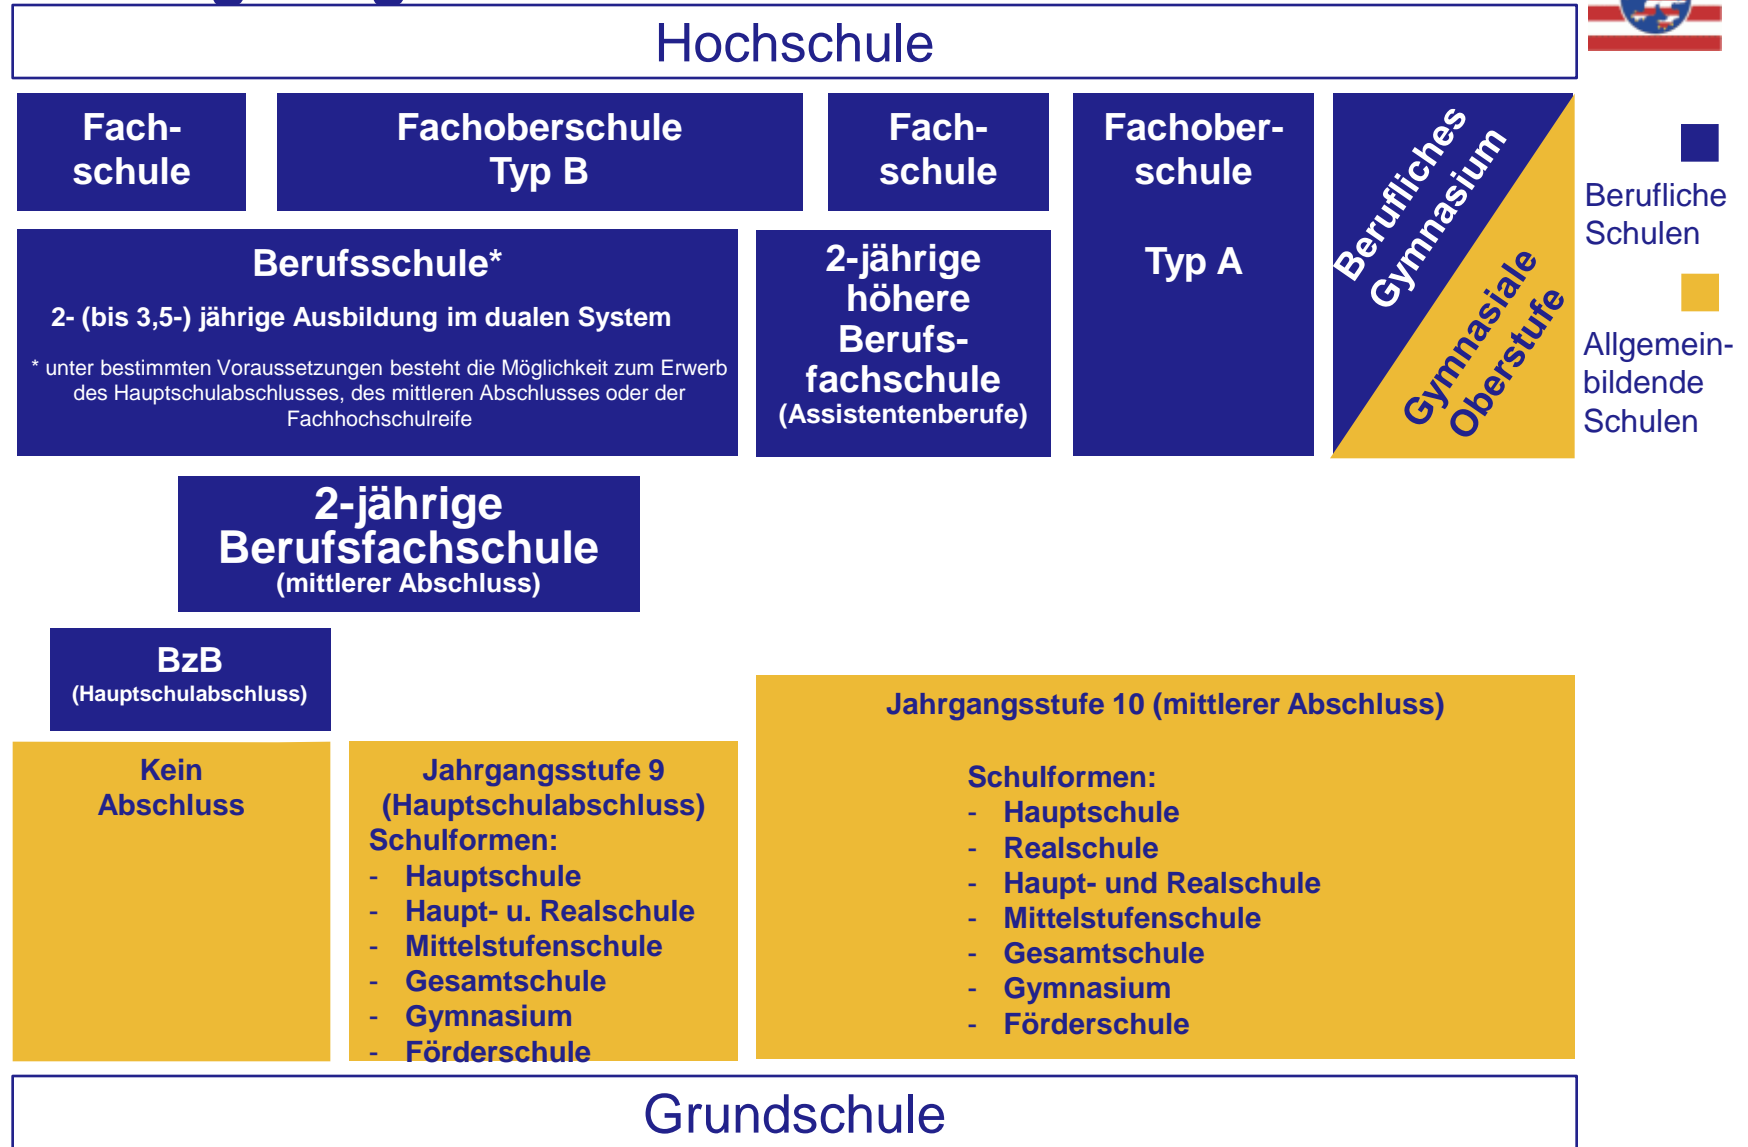 Hochschule
Fach-
schule
Fachoberschule
Typ B
Fach-
schule
Fachober-
schule
Typ A
Berufliches
Gymnasium
Gymnasiale
Oberstufe
Berufliche
Schulen
Allgemein-
bildende
Schulen
Berufsschule*
2- (bis 3,5-) jährige Ausbildung im dualen System
* unter bestimmten Voraussetzungen besteht die Möglichkeit zum Erwerb
des Hauptschulabschlusses, des mittleren Abschlusses oder der
Fachhochschulreife
2-jährige
höhere
Berufs-
fachschule
(Assistentenberufe)
2-jährige
Berufsfachschule
(mittlerer Abschluss)
BzB
(Hauptschulabschluss)
Kein
Abschluss
Jahrgangsstufe 9
(Hauptschulabschluss)
Schulformen:
- Hauptschule
- Haupt- u. Realschule
- Mittelstufenschule
- Gesamtschule
- Gymnasium
- Förderschule
Jahrgangsstufe 10 (mittlerer Abschluss)
Schulformen:
- Hauptschule
- Realschule
- Haupt- und Realschule
- Mittelstufenschule
- Gesamtschule
- Gymnasium
- Förderschule
Grundschule